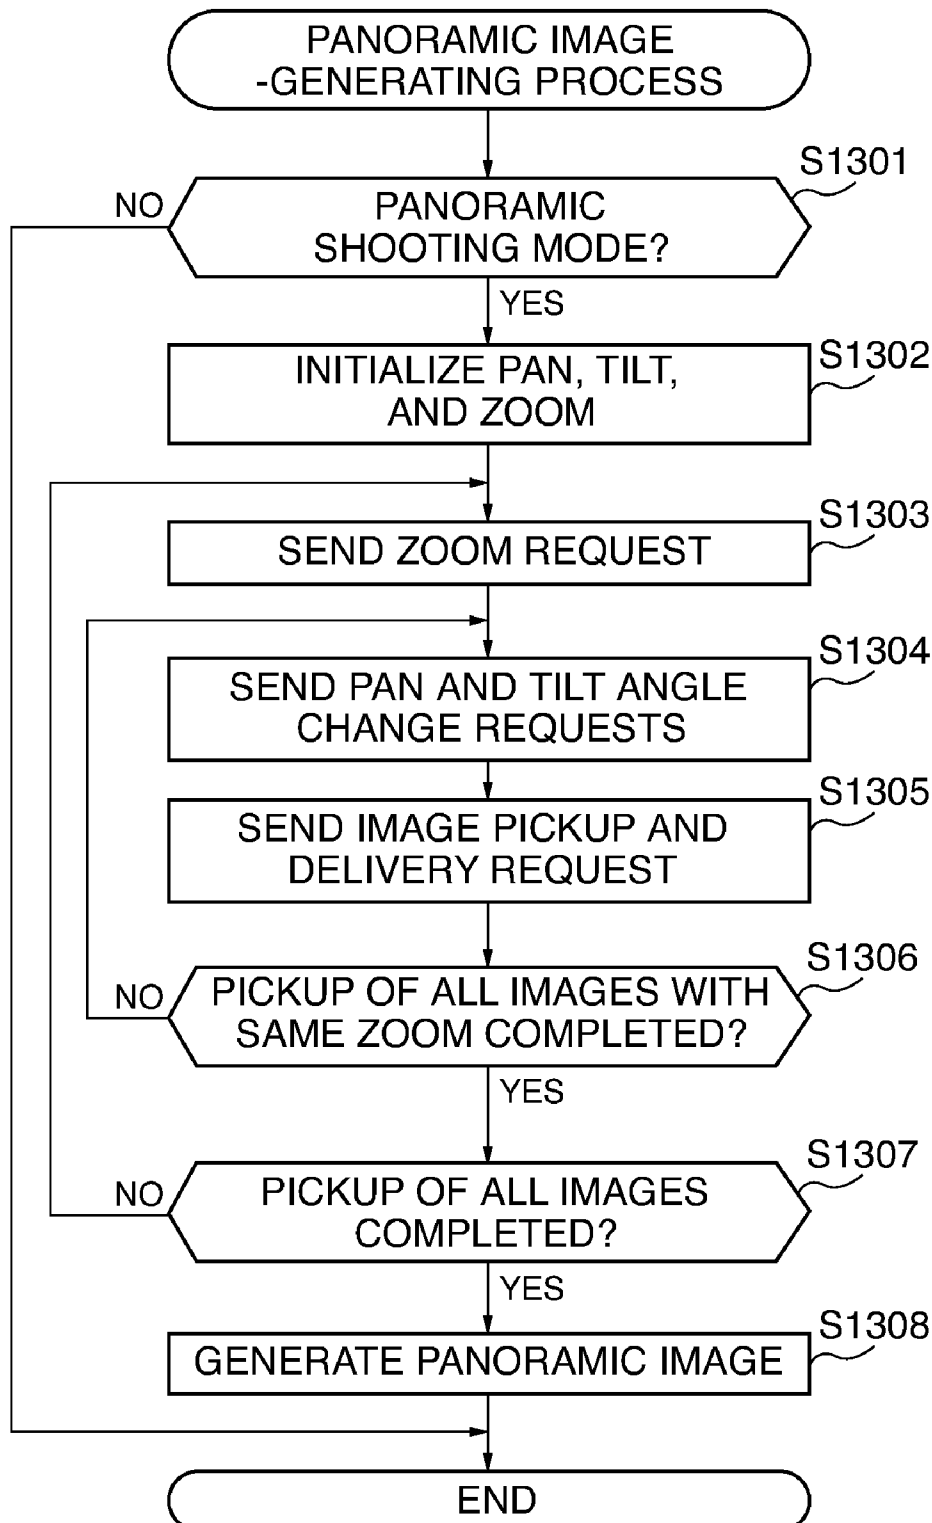 PANORAMIC IMAGE
-GENERATING PROCESS
S1301
NO
PANORAMIC
SHOOTING MODE?
YES
S1302
INITIALIZE PAN, TILT,
AND ZOOM
S1303
SEND ZOOM REQUEST
S1304
SEND PAN AND TILT ANGLE
CHANGE REQUESTS
S1305
SEND IMAGE PICKUP AND
DELIVERY REQUEST
S1306
NO
PICKUP OF ALL IMAGES WITH
SAME ZOOM COMPLETED?
YES
S1307
NO
PICKUP OF ALL IMAGES
COMPLETED?
YES
S1308
GENERATE PANORAMIC IMAGE
END